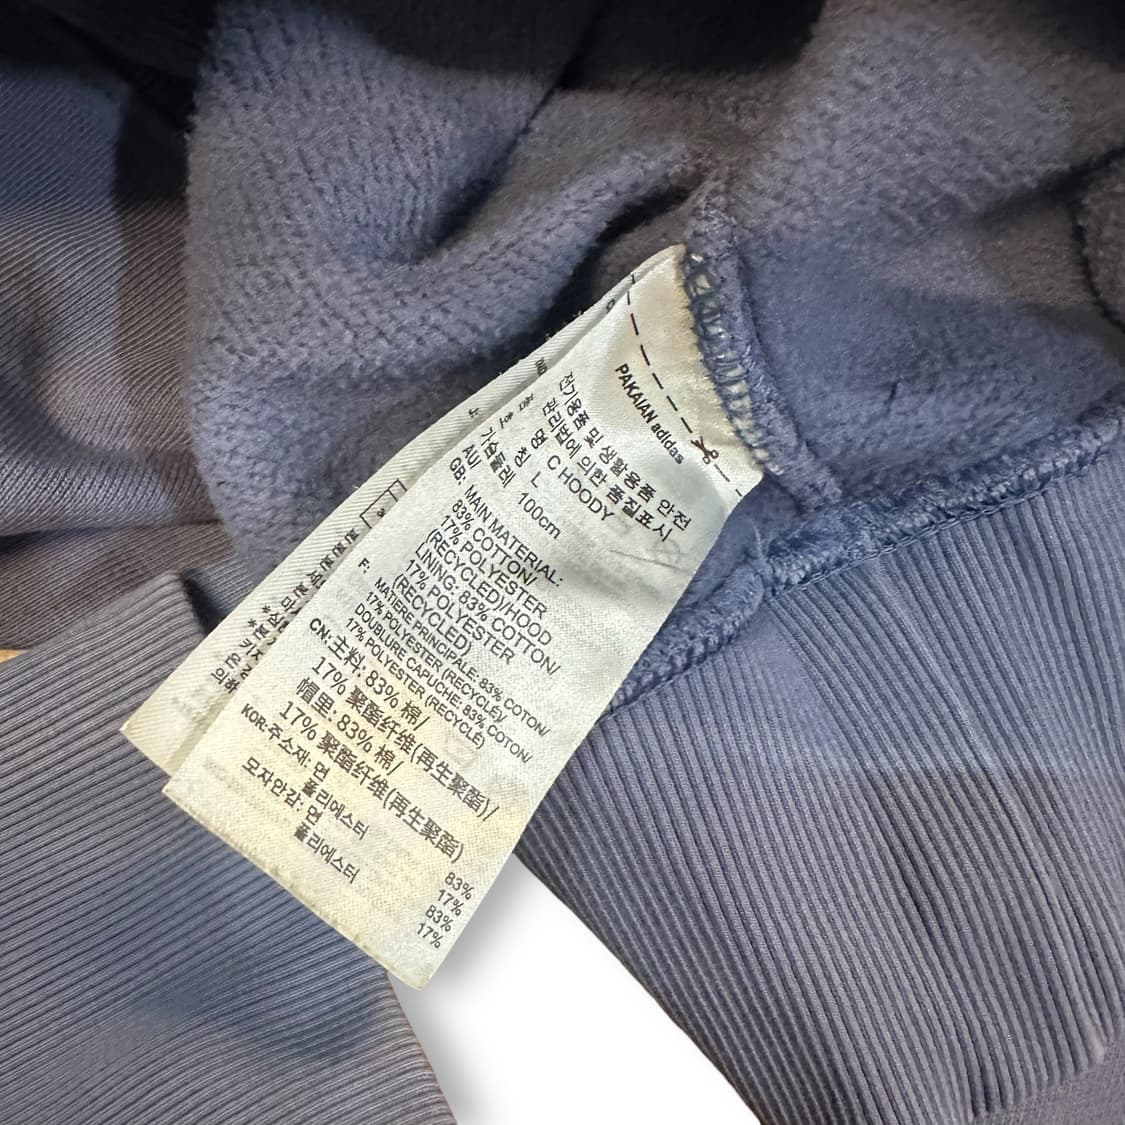 PAKAIAN adidas
전기용품 및 생활용품 안전
관리법에 의한 품질표시
품 명 C HOODY
호 칭 L
가슴둘레 100cm
AU/
GB: MAIN MATERIAL:
83% COTTON/
17% POLYESTER
(RECYCLED)/HOOD
LINING: 83% COTTON/
17% POLYESTER
(RECYCLED)
F: MATIÈRE PRINCIPALE: 83% COTON/
17% POLYESTER (RECYCLÉ)/
DOUBLURE CAPUCHE: 83% COTON/
17% POLYESTER (RECYCLÉ)
CN: 主料: 83% 棉/
17% 聚酯纤维(再生聚酯)/
帽里: 83% 棉/
17% 聚酯纤维(再生聚酯)
KOR: 주소재: 면 83%
폴리에스터 17%
모자안감: 면 83%
폴리에스터 17%